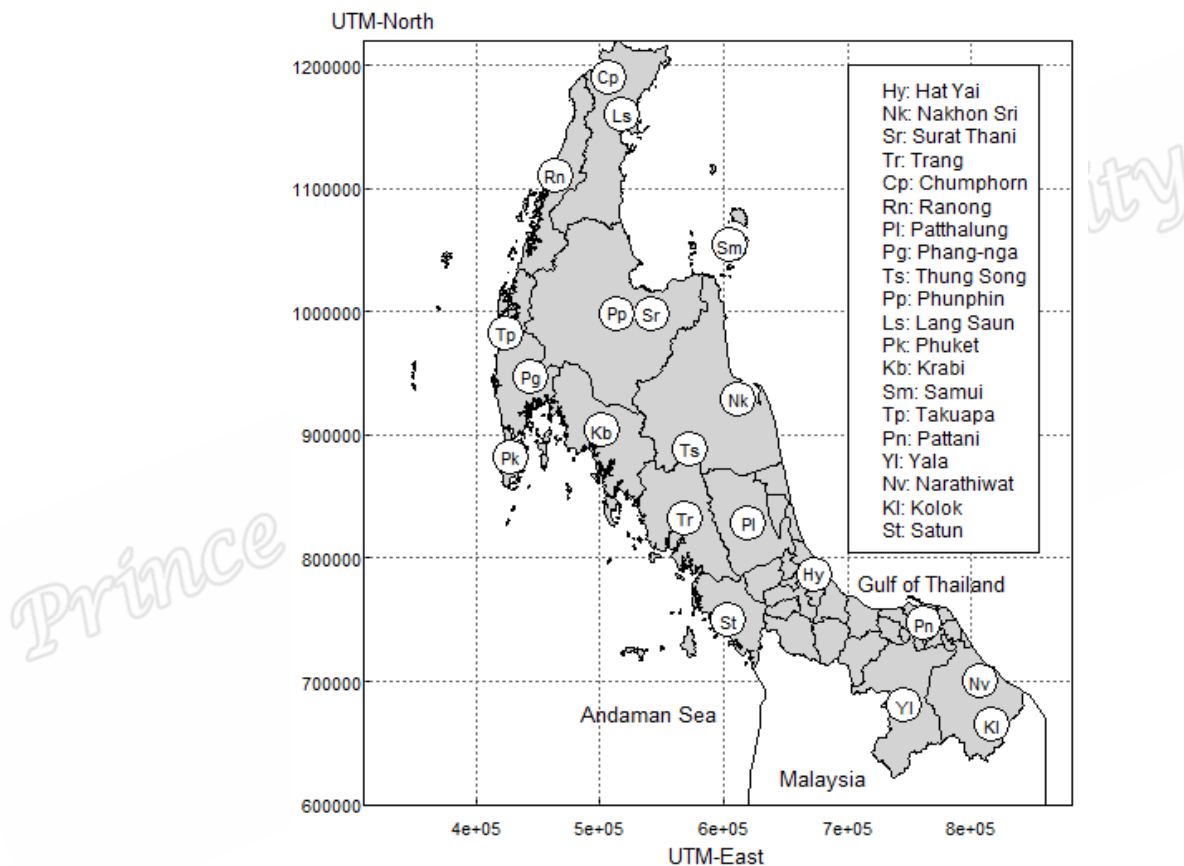 UTM-North
1200000
1100000
1000000
900000
800000
700000
600000
4e+05 5e+05 6e+05 7e+05 8e+05
UTM-East
Cp
Ls
Rn
Sm
Pp Sr
Tp
Pg
Nk
Kb
Ts
Pk
Tr
Pl
Hy
St
Pn
Nv
Yl
Kl
Hy: Hat Yai
Nk: Nakhon Sri
Sr: Surat Thani
Tr: Trang
Cp: Chumphorn
Rn: Ranong
Pl: Patthalung
Pg: Phang-nga
Ts: Thung Song
Pp: Phunphin
Ls: Lang Saun
Pk: Phuket
Kb: Krabi
Sm: Samui
Tp: Takuapa
Pn: Pattani
Yl: Yala
Nv: Narathiwat
Kl: Kolok
St: Satun
Gulf of Thailand
Andaman Sea
Malaysia
Prince